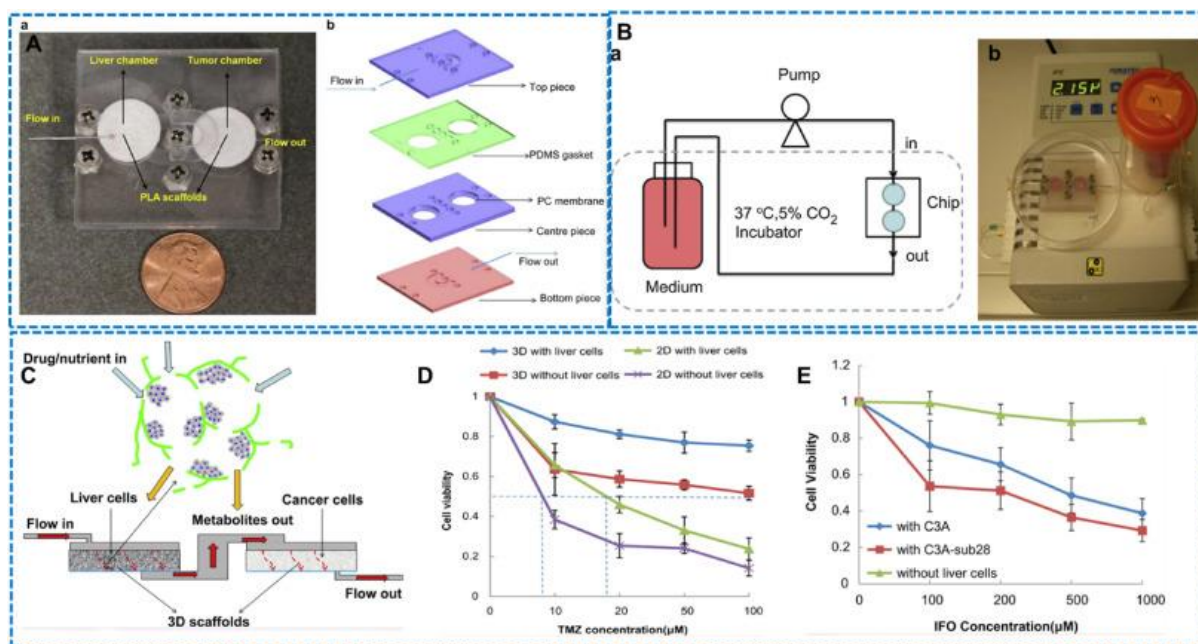 a
A
Liver chamber
Tumor chamber
Flow in
Flow out
PLA scaffolds
b
Flow in
Top piece
PDMS gasket
PC membrane
Centre piece
Flow out
Bottom piece
B
a
Pump
in
37 °C,5% CO2
Incubator
Chip
out
Medium
b
2.15
Drug/nutrient in
C
Liver cells
Cancer cells
Metabolites out
Flow in
Flow out
3D scaffolds
D
3D with liver cells
2D with liver cells
3D without liver cells
2D without liver cells
Cell viability
1
0.8
0.6
0.4
0.2
0
0
10
20
50
100
TMZ concentration(µM)
E
Cell Viability
1.2
1
0.8
0.6
0.4
0.2
0
with C3A
with C3A-sub28
without liver cells
0
100
200
500
1000
IFO Concentration(µM)